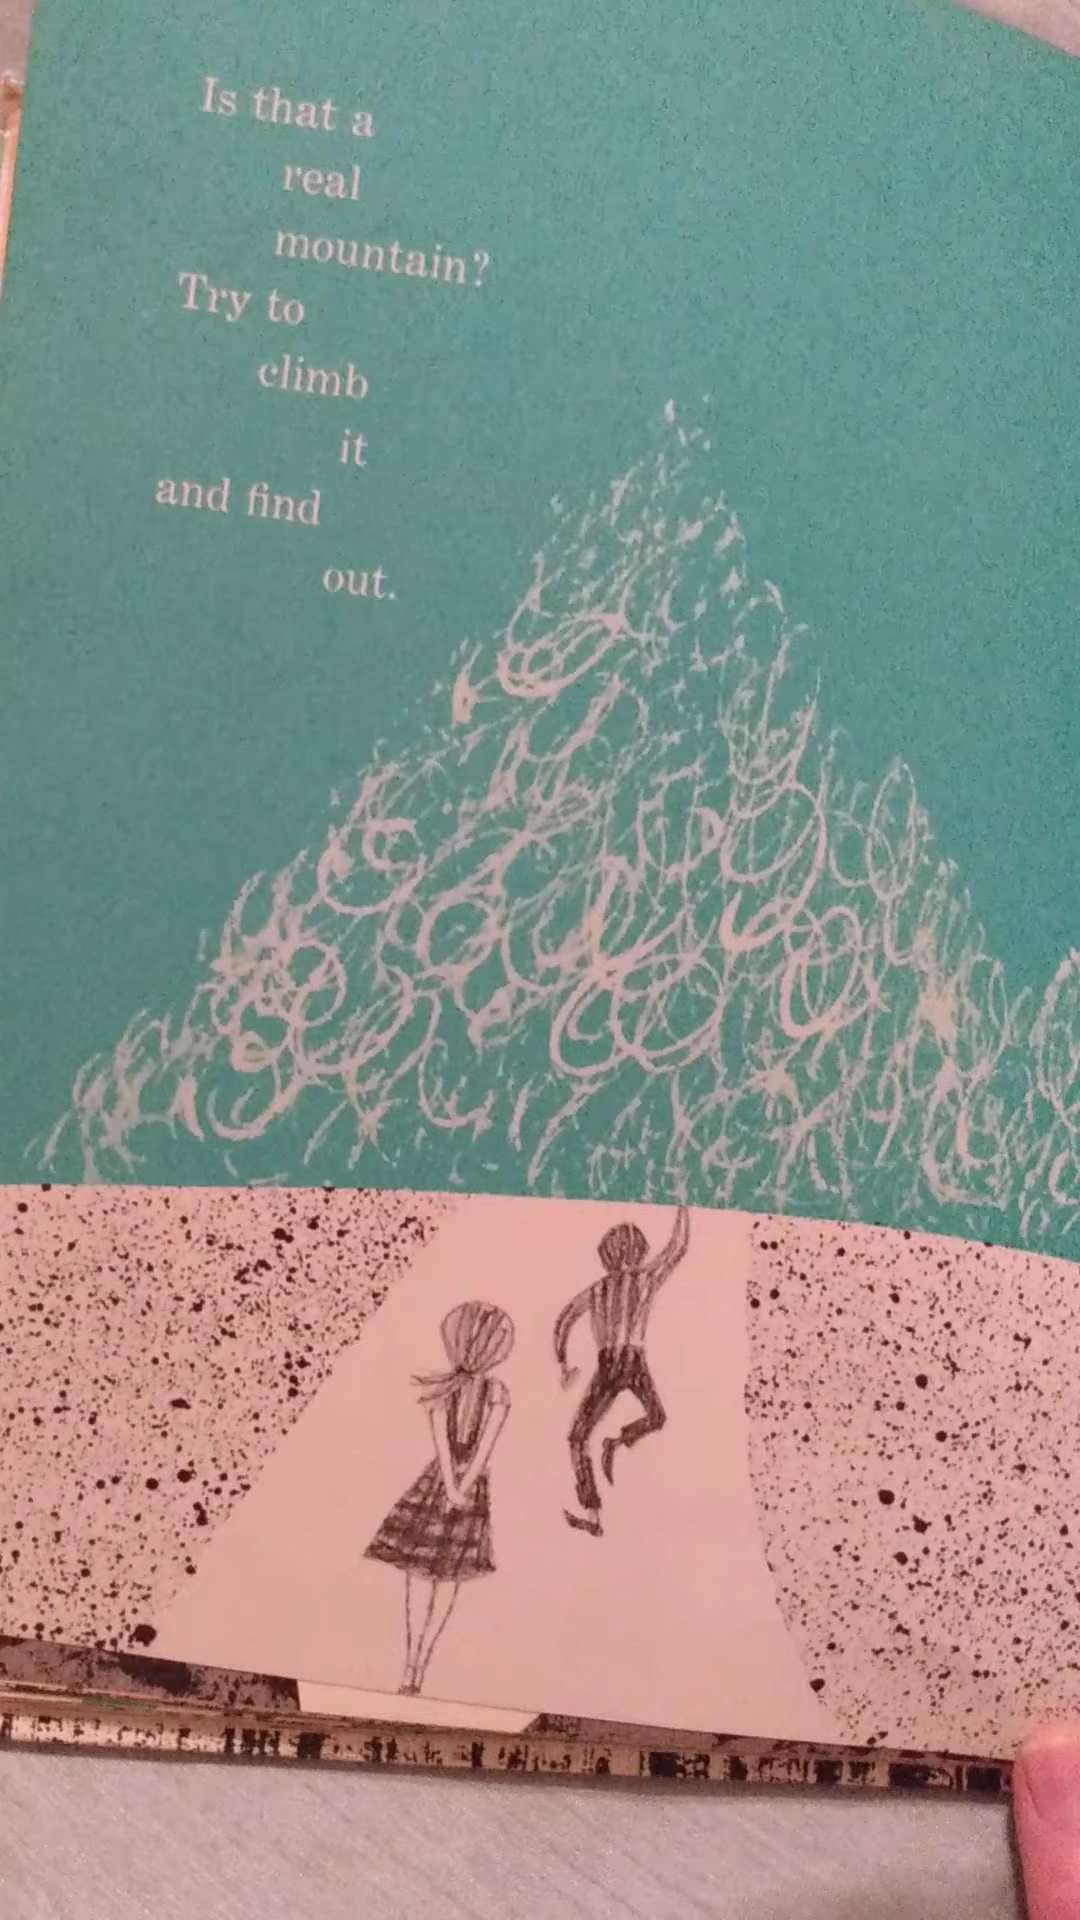 Is that a
real
mountain?
Try to
climb
it
and find
out.